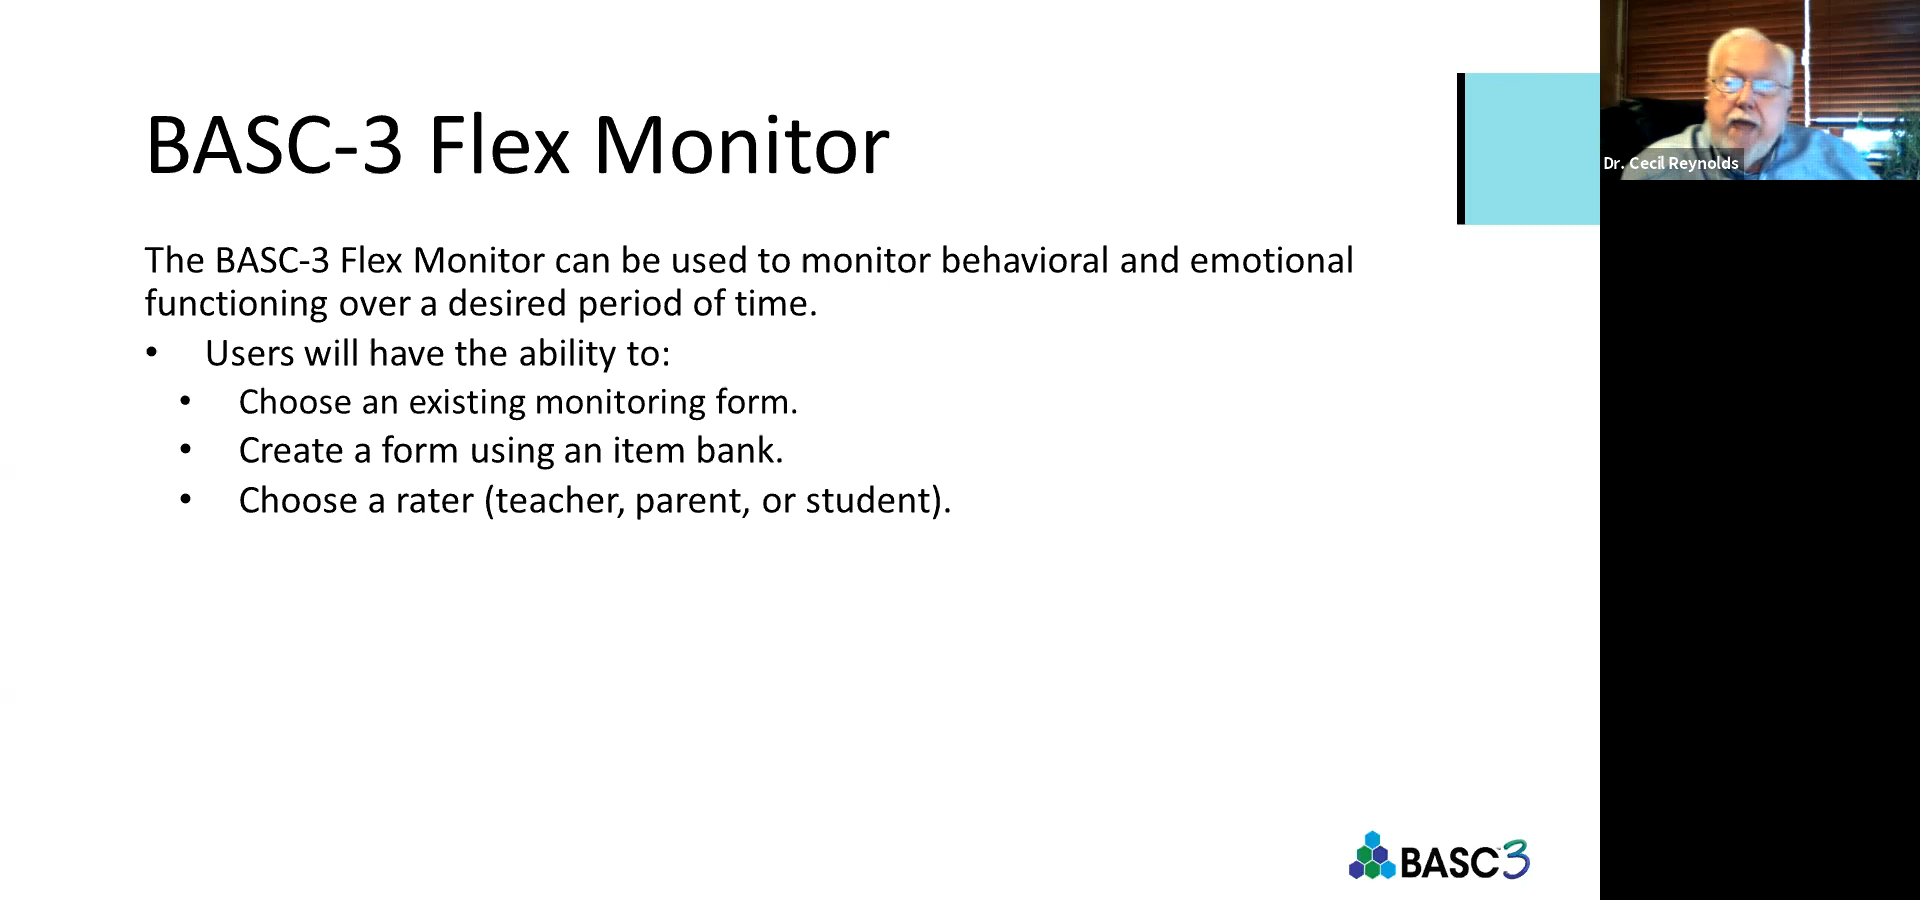 BASC-3 Flex Monitor
The BASC-3 Flex Monitor can be used to monitor behavioral and emotional
functioning over a desired period of time.
• Users will have the ability to:
• Choose an existing monitoring form.
• Create a form using an item bank.
• Choose a rater (teacher, parent, or student).
Dr. Cecil Reynolds
BASC™3